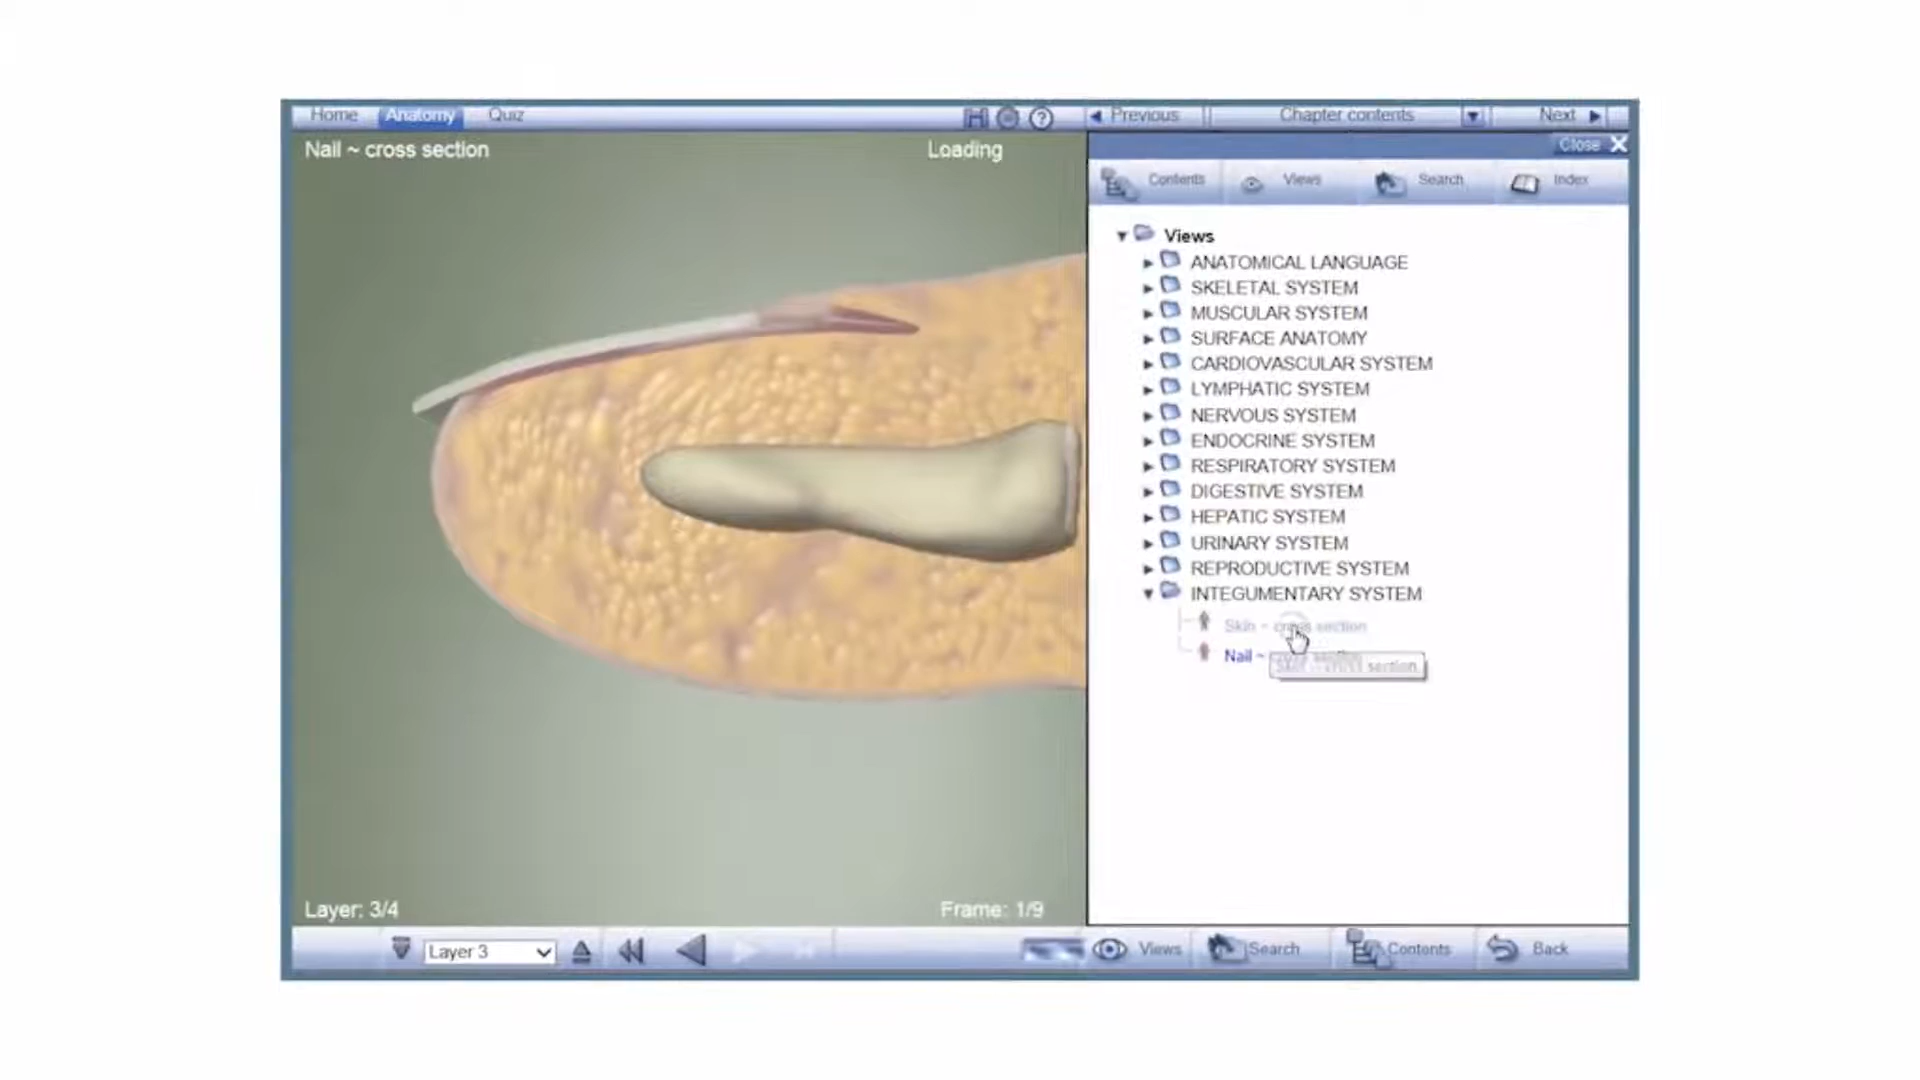 Home Anatomy Quiz Previous Chapter contents Next
Nail ~ cross section Loading Close
Contents Views Search Index
Views
ANATOMICAL LANGUAGE
SKELETAL SYSTEM
MUSCULAR SYSTEM
SURFACE ANATOMY
CARDIOVASCULAR SYSTEM
LYMPHATIC SYSTEM
NERVOUS SYSTEM
ENDOCRINE SYSTEM
RESPIRATORY SYSTEM
DIGESTIVE SYSTEM
HEPATIC SYSTEM
URINARY SYSTEM
REPRODUCTIVE SYSTEM
INTEGUMENTARY SYSTEM
Skin ~ cross section
Nail ~
Skin ~ cross section
Layer: 3/4 Frame: 1/9
Layer 3 Views Search Contents Back